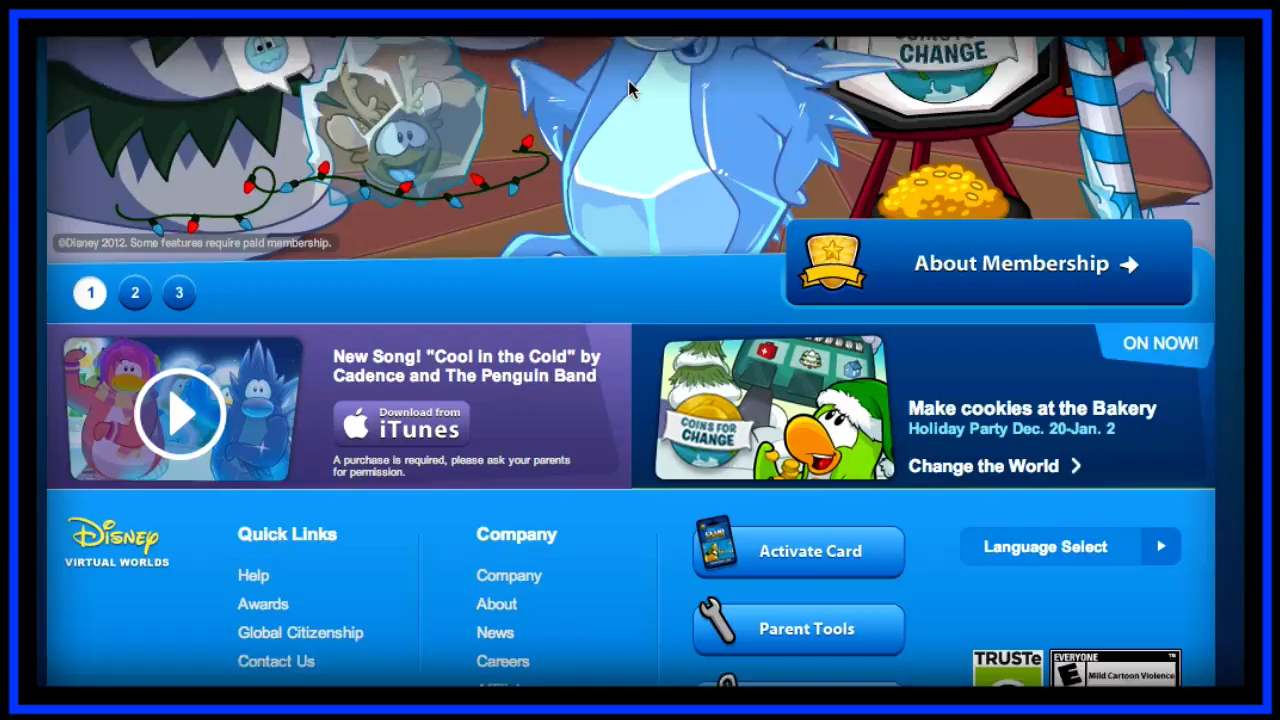 CHANGE
©Disney 2012. Some features require paid membership.
About Membership
1 2 3
New Song! "Cool in the Cold" by
Cadence and The Penguin Band
Download from
iTunes
A purchase is required, please ask your parents
for permission.
ON NOW!
COINS FOR
CHANGE
Make cookies at the Bakery
Holiday Party Dec. 20-Jan. 2
Change the World
Disney
VIRTUAL WORLDS
Quick Links
Help
Awards
Global Citizenship
Contact Us
Company
Company
About
News
Careers
Activate Card
Parent Tools
Language Select
TRUSTe
EVERYONE
E
Mild Cartoon Violence